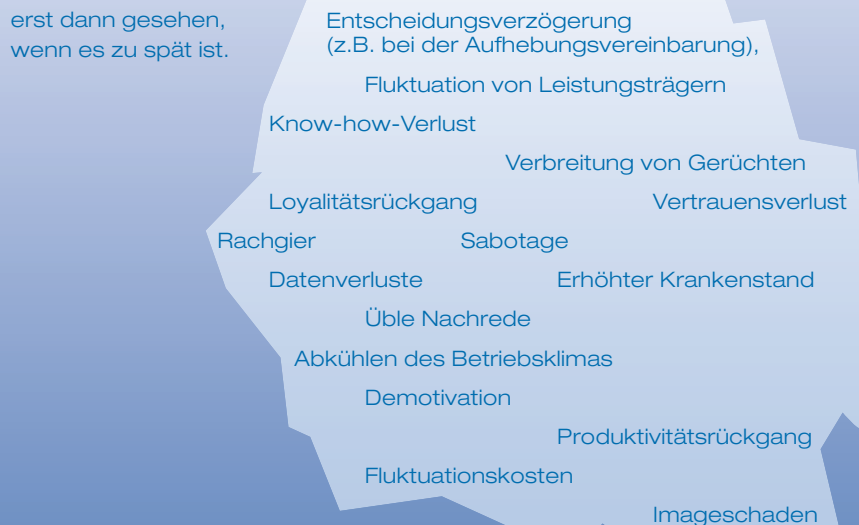 erst dann gesehen,
wenn es zu spät ist.
Entscheidungsverzögerung
(z.B. bei der Aufhebungsvereinbarung),
Fluktuation von Leistungsträgern
Know-how-Verlust
Verbreitung von Gerüchten
Loyalitätsrückgang Vertrauensverlust
Rachgier Sabotage
Datenverluste Erhöhter Krankenstand
Üble Nachrede
Abkühlen des Betriebsklimas
Demotivation
Produktivitätsrückgang
Fluktuationskosten
Imageschaden